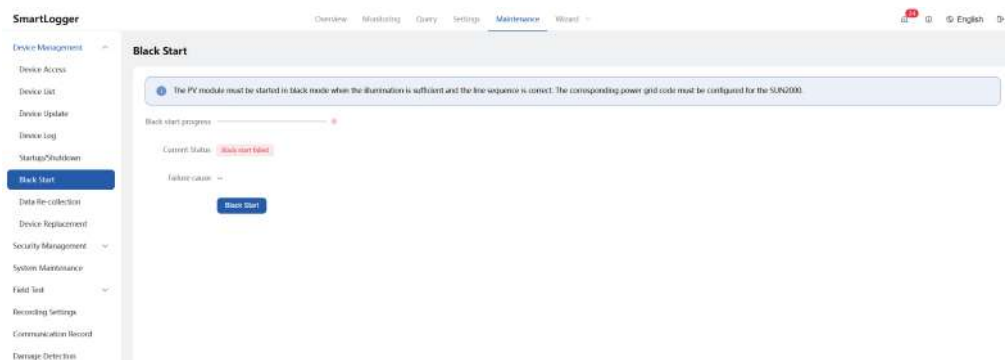 SmartLogger
Overview Monitoring Query Settings Maintenance Wizard
24 English
Device Management
Device Access
Device List
Device Update
Device Log
Startup/Shutdown
Black Start
Data Re-collection
Device Replacement
Security Management
System Maintenance
Field Test
Recording Settings
Communication Record
Damage Detection
Black Start
The PV module must be started in black mode when the illumination is sufficient and the line sequence is correct. The corresponding power grid code must be configured for the SUN2000.
Black start progress
Current Status Black start failed
Failure cause --
Black Start